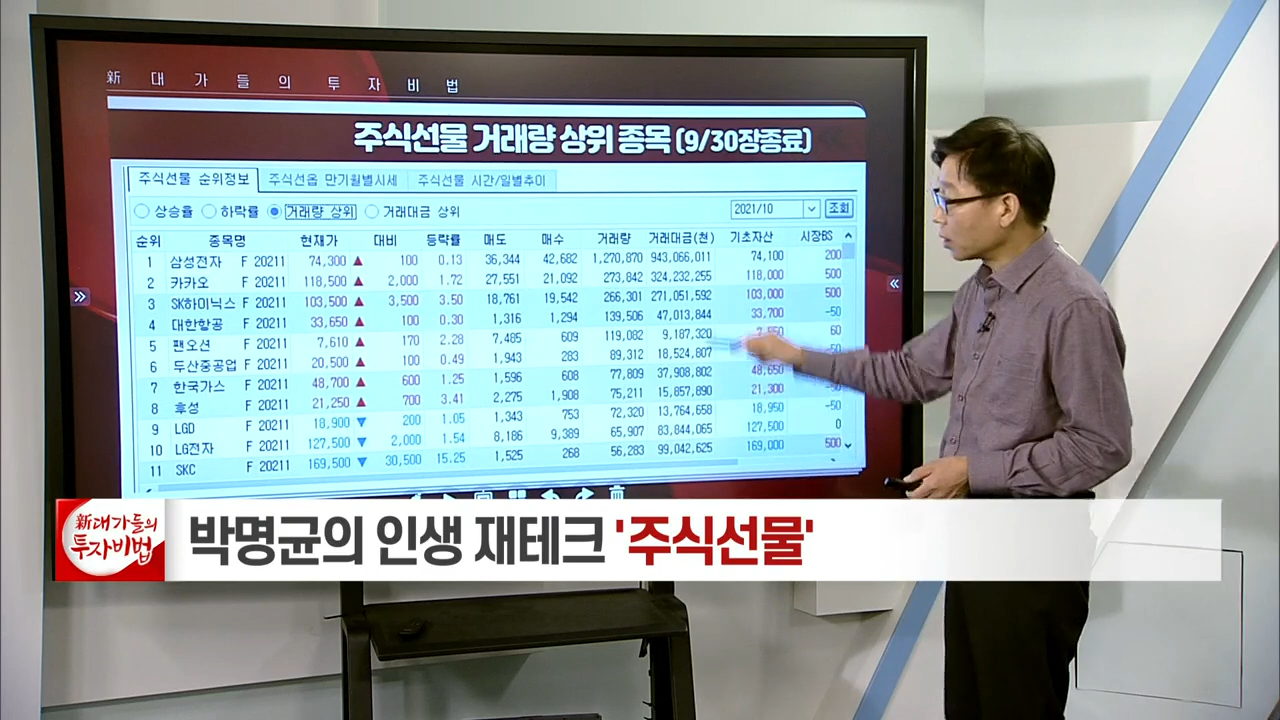 新 대 가 들 의 투 자 비 법
주식선물 거래량 상위 종목 (9/30장종료)
주식선물 순위정보 주식선옵 만기월별시세 주식선물 시간/일별추이
상승률 하락률 거래량 상위 거래대금 상위 2021/10 조회
순위 종목명 현재가 대비 등락률 매도 매수 거래량 거래대금(천) 기초자산 시장BS
1 삼성전자 F 20211 74,300 ▲ 100 0.13 36,344 42,682 1,270,870 943,066,011 74,100 200
2 카카오 F 20211 118,500 ▲ 2,000 1.72 27,551 21,092 273,842 324,232,255 118,000 500
3 SK하이닉스 F 20211 103,500 ▲ 3,500 3.50 18,761 19,542 266,301 271,051,592 103,000 500
4 대한항공 F 20211 33,650 ▲ 100 0.30 1,316 1,294 139,506 47,013,844 33,700 -50
5 팬오션 F 20211 7,610 ▲ 170 2.28 7,485 609 119,082 9,187,320 60
6 두산중공업 F 20211 20,500 ▲ 100 0.49 1,943 283 89,312 18,524,807
7 한국가스 F 20211 48,700 ▲ 600 1.25 1,596 608 77,809 37,908,802 48,650
8 후성 F 20211 21,250 ▲ 700 3.41 2,275 1,908 75,211 15,857,890 21,300 -50
9 LGD F 20211 18,900 ▼ 200 1.05 1,343 753 72,320 13,764,658 18,950 -50
10 LG전자 F 20211 127,500 ▼ 2,000 1.54 8,186 9,389 65,907 83,844,065 127,500 0
11 SKC F 20211 169,500 ▼ 30,500 15.25 1,525 268 56,283 99,042,625 169,000 500
新대가들의
투자비법
박명균의 인생 재테크 '주식선물'